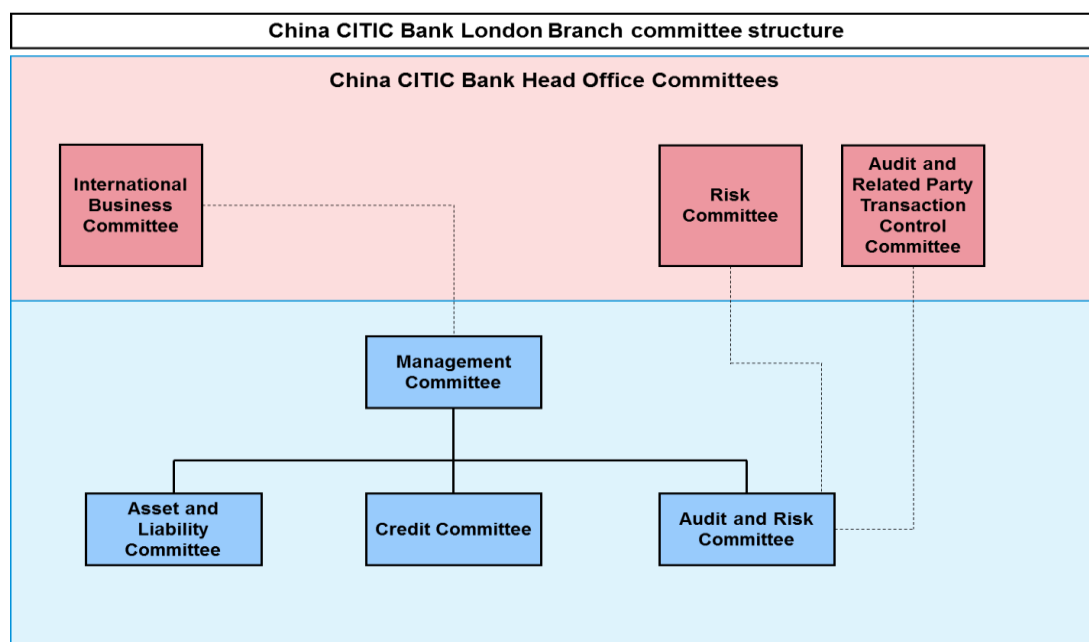 China CITIC Bank London Branch committee structure
China CITIC Bank Head Office Committees
International
Business
Committee
Risk
Committee
Audit and
Related Party
Transaction
Control
Committee
Management
Committee
Asset and
Liability
Committee
Credit Committee
Audit and Risk
Committee